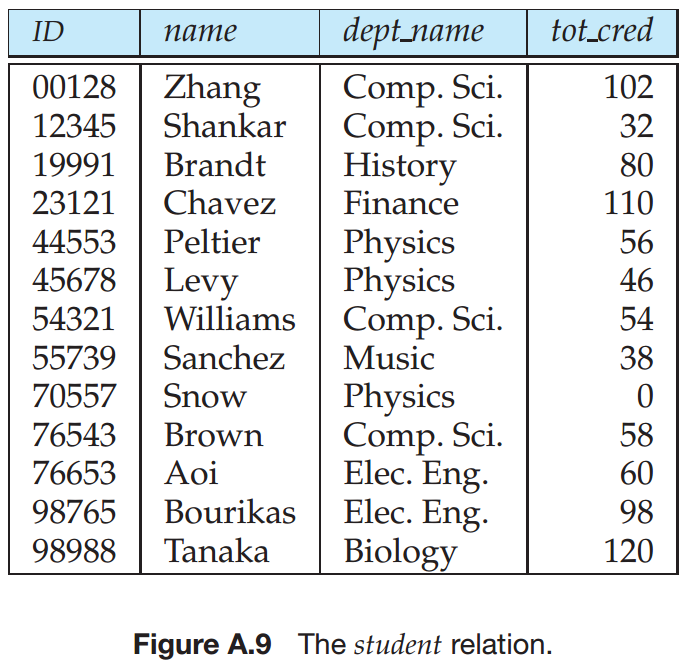 ID name dept_name tot_cred
00128 Zhang Comp. Sci. 102
12345 Shankar Comp. Sci. 32
19991 Brandt History 80
23121 Chavez Finance 110
44553 Peltier Physics 56
45678 Levy Physics 46
54321 Williams Comp. Sci. 54
55739 Sanchez Music 38
70557 Snow Physics 0
76543 Brown Comp. Sci. 58
76653 Aoi Elec. Eng. 60
98765 Bourikas Elec. Eng. 98
98988 Tanaka Biology 120
Figure A.9 The student relation.